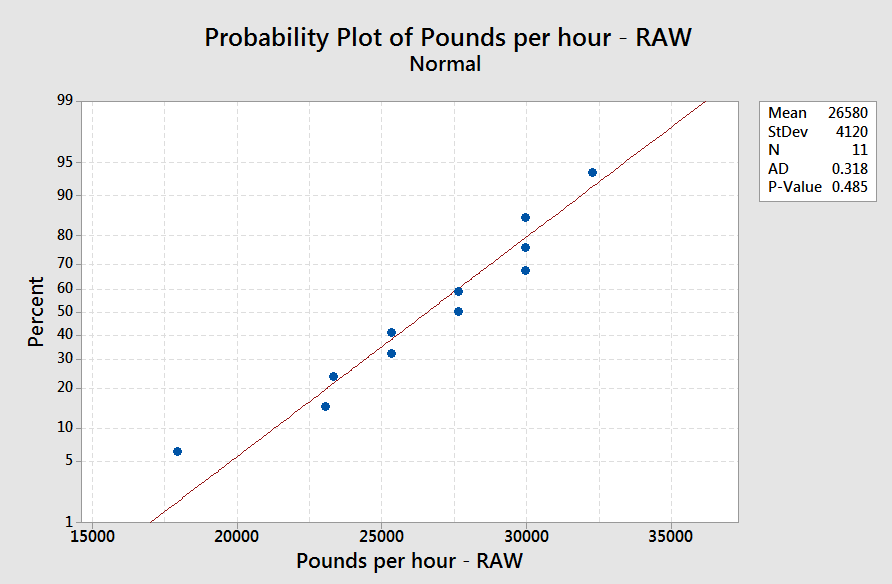 Probability Plot of Pounds per hour - RAW
Normal
99
95
90
80
70
60
50
40
30
20
10
5
1
Percent
15000 20000 25000 30000 35000
Pounds per hour - RAW
Mean 26580
StDev 4120
N 11
AD 0.318
P-Value 0.485